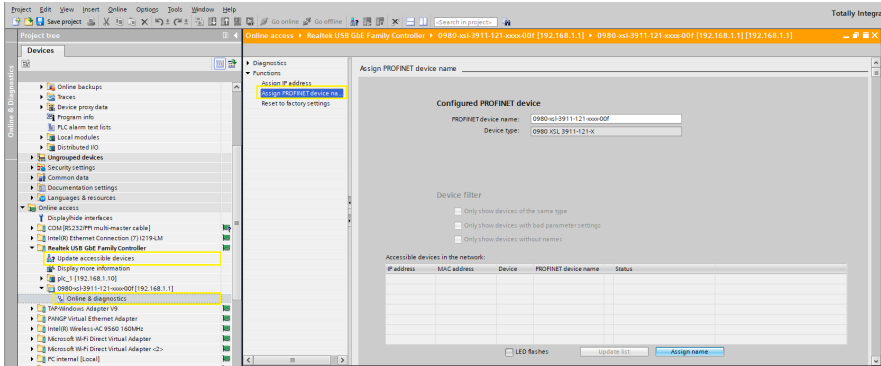 Project Edit View Insert Online Options Tools Window Help
Totally Integra
Save project
Go online Go offline <Search in project>
Project tree
Online access Realtek USB GbE Family Controller 0980-xsl-3911-121-xxxx-00f [192.168.1.1] 0980-xsl-3911-121-xxxx-00f [192.168.1.1] [192.168.1.1]
Devices
Online & Diagnostics
Online backups
Traces
Device proxy data
Program info
PLC alarm text lists
Local modules
Distributed I/O
Ungrouped devices
Security settings
Common data
Documentation settings
Languages & resources
Online access
Display/hide interfaces
COM [RS232/PPI multi-master cable]
Intel(R) Ethernet Connection (7) I219-LM
Realtek USB GbE Family Controller
Update accessible devices
Display more information
plc_1 [192.168.1.10]
0980-xsl-3911-121-xxxx-00f [192.168.1.1]
Online & diagnostics
TAP-Windows Adapter V9
PANGP Virtual Ethernet Adapter
Intel(R) Wireless-AC 9560 160MHz
Microsoft Wi-Fi Direct Virtual Adapter
Microsoft Wi-Fi Direct Virtual Adapter <2>
PC internal [Local]
Diagnostics
Functions
Assign IP address
Assign PROFINET device na...
Reset to factory settings
Assign PROFINET device name
Configured PROFINET device
PROFINET device name: 0980-xsl-3911-121-xxxx-00f
Device type: 0980 XSL 3911-121-X
Device filter
Only show devices of the same type
Only show devices with bad parameter settings
Only show devices without names
Accessible devices in the network:
IP address MAC address Device PROFINET device name Status
LED flashes Update list Assign name